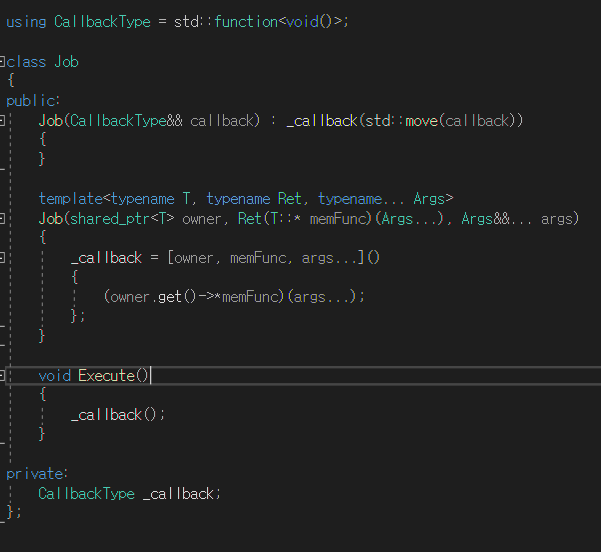 using CallbackType = std::function<void()>;
class Job
{
public:
Job(CallbackType&& callback) : _callback(std::move(callback))
{
}
template<typename T, typename Ret, typename... Args>
Job(shared_ptr<T> owner, Ret(T::* memFunc)(Args...), Args&&... args)
{
_callback = [owner, memFunc, args...]()
{
(owner.get()->*memFunc)(args...);
};
}
void Execute()
{
_callback();
}
private:
CallbackType _callback;
};